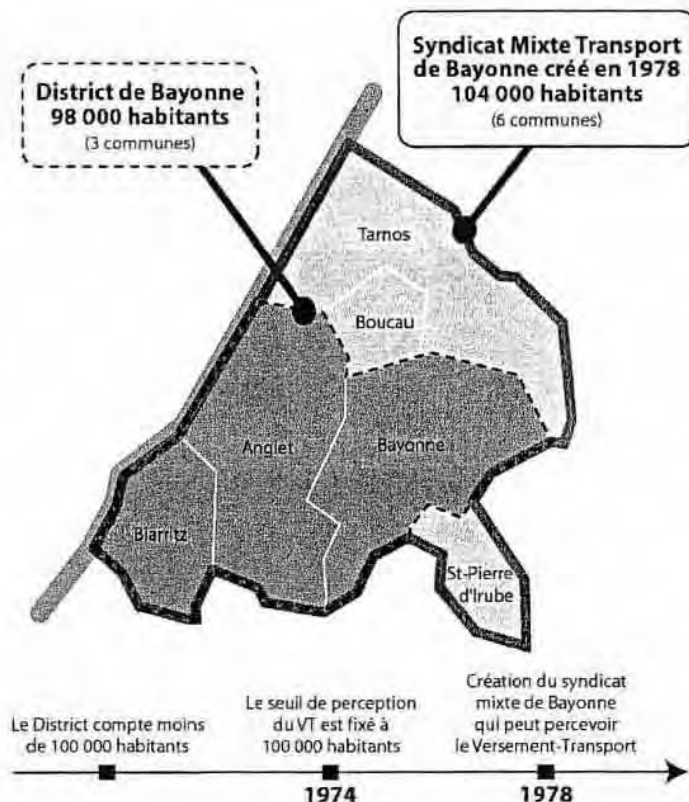 Syndicat Mixte Transport
de Bayonne créé en 1978
104 000 habitants
(6 communes)
District de Bayonne
98 000 habitants
(3 communes)
Tarnos
Boucau
Anglet
Bayonne
Biarritz
St-Pierre
d'Irube
Le District compte moins
de 100 000 habitants
Le seuil de perception
du VT est fixé à
100 000 habitants
Création du syndicat
mixte de Bayonne
qui peut percevoir
le Versement-Transport
1974
1978